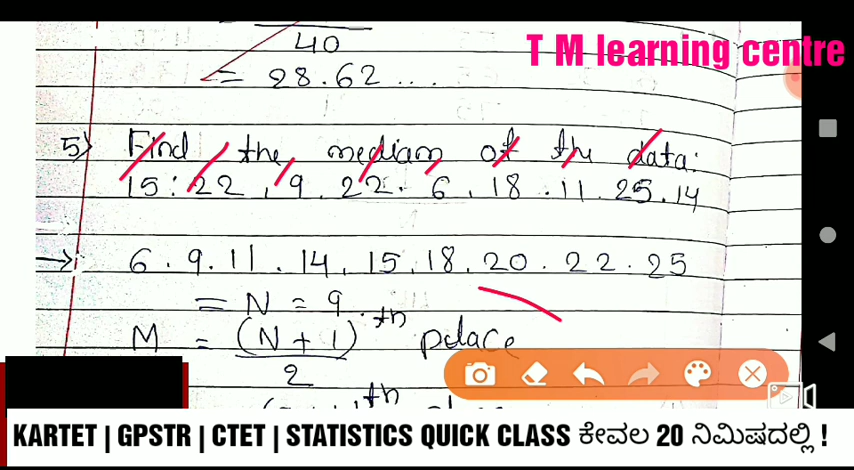 40
= 28.62 ...
T M learning centre
5) Find the median of the data:
15 : 22 , 9 . 22 . 6 . 18 . 11 . 25 . 14
→ : 6 . 9 . 11 . 14 . 15 . 18 . 20 . 22 . 25
= N = 9
M = (N + 1)th polace
2
th
KARTET | GPSTR | CTET | STATISTICS QUICK CLASS ಕೇವಲ 20 ನಿಮಿಷದಲ್ಲಿ !